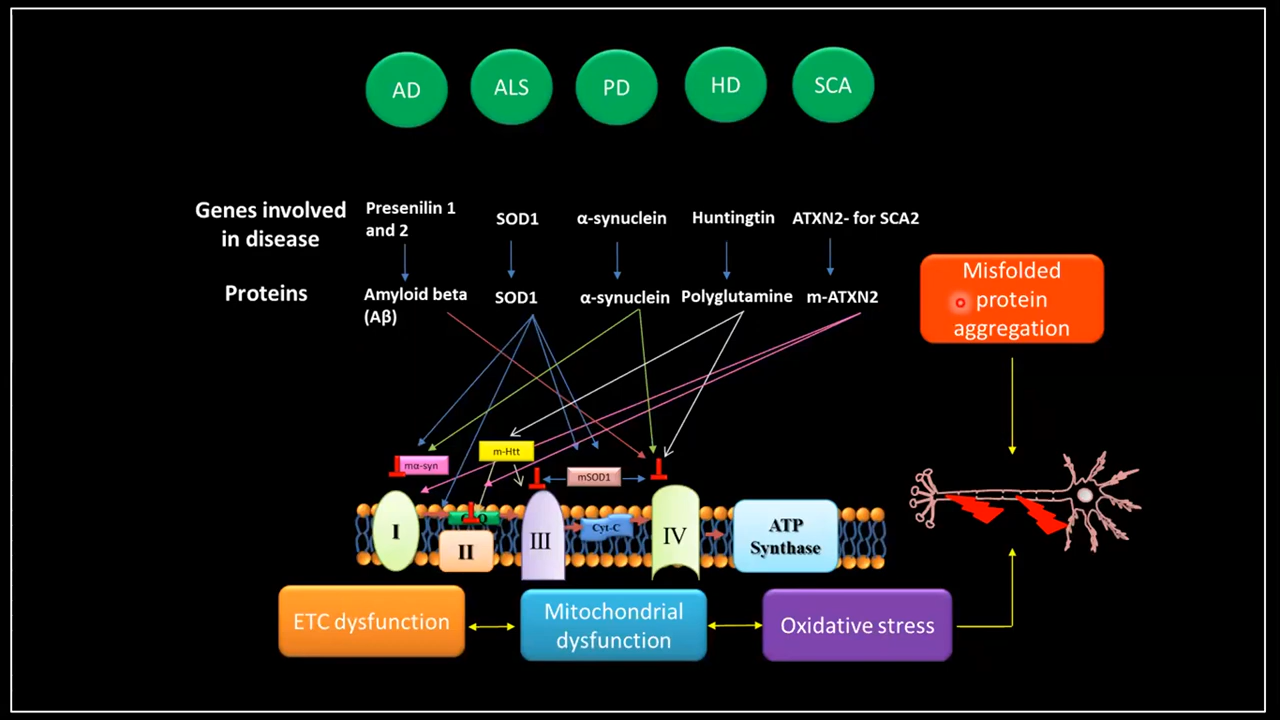 AD
ALS
PD
HD
SCA
Genes involved
in disease
Presenilin 1
and 2
SOD1
α-synuclein
Huntingtin
ATXN2- for SCA2
Proteins
Amyloid beta
(Aβ)
SOD1
α-synuclein
Polyglutamine
m-ATXN2
Misfolded
protein
aggregation
mα-syn
m-Htt
mSOD1
I
II
III
Cyt-C
IV
ATP
Synthase
ETC dysfunction
Mitochondrial
dysfunction
Oxidative stress